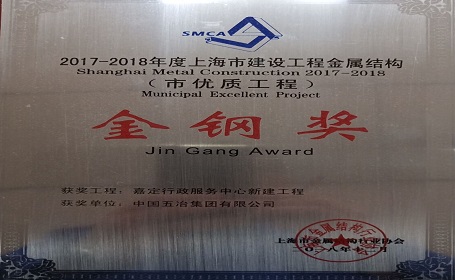 SMCA
2017-2018年度上海市建设工程金属结构
Shanghai Metal Construction 2017-2018
（市优质工程）
Municipal Excellent Project
金钢奖
Jin Gang Award
获奖工程：嘉定行政服务中心新建工程
获奖单位：中国五冶集团有限公司
上海市金属结构行业协会